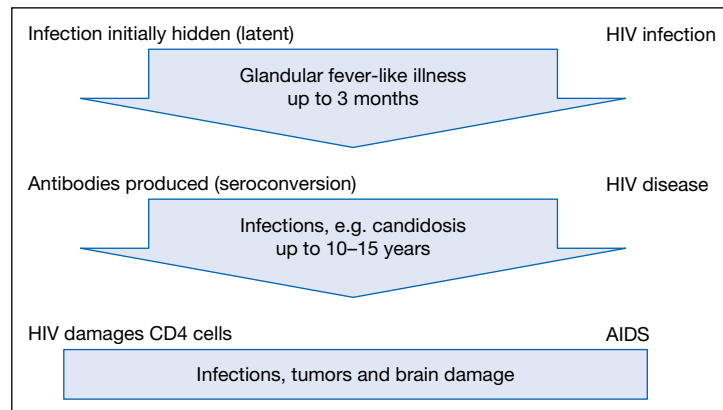 Infection initially hidden (latent) HIV infection
Glandular fever-like illness
up to 3 months
Antibodies produced (seroconversion) HIV disease
Infections, e.g. candidosis
up to 10–15 years
HIV damages CD4 cells AIDS
Infections, tumors and brain damage